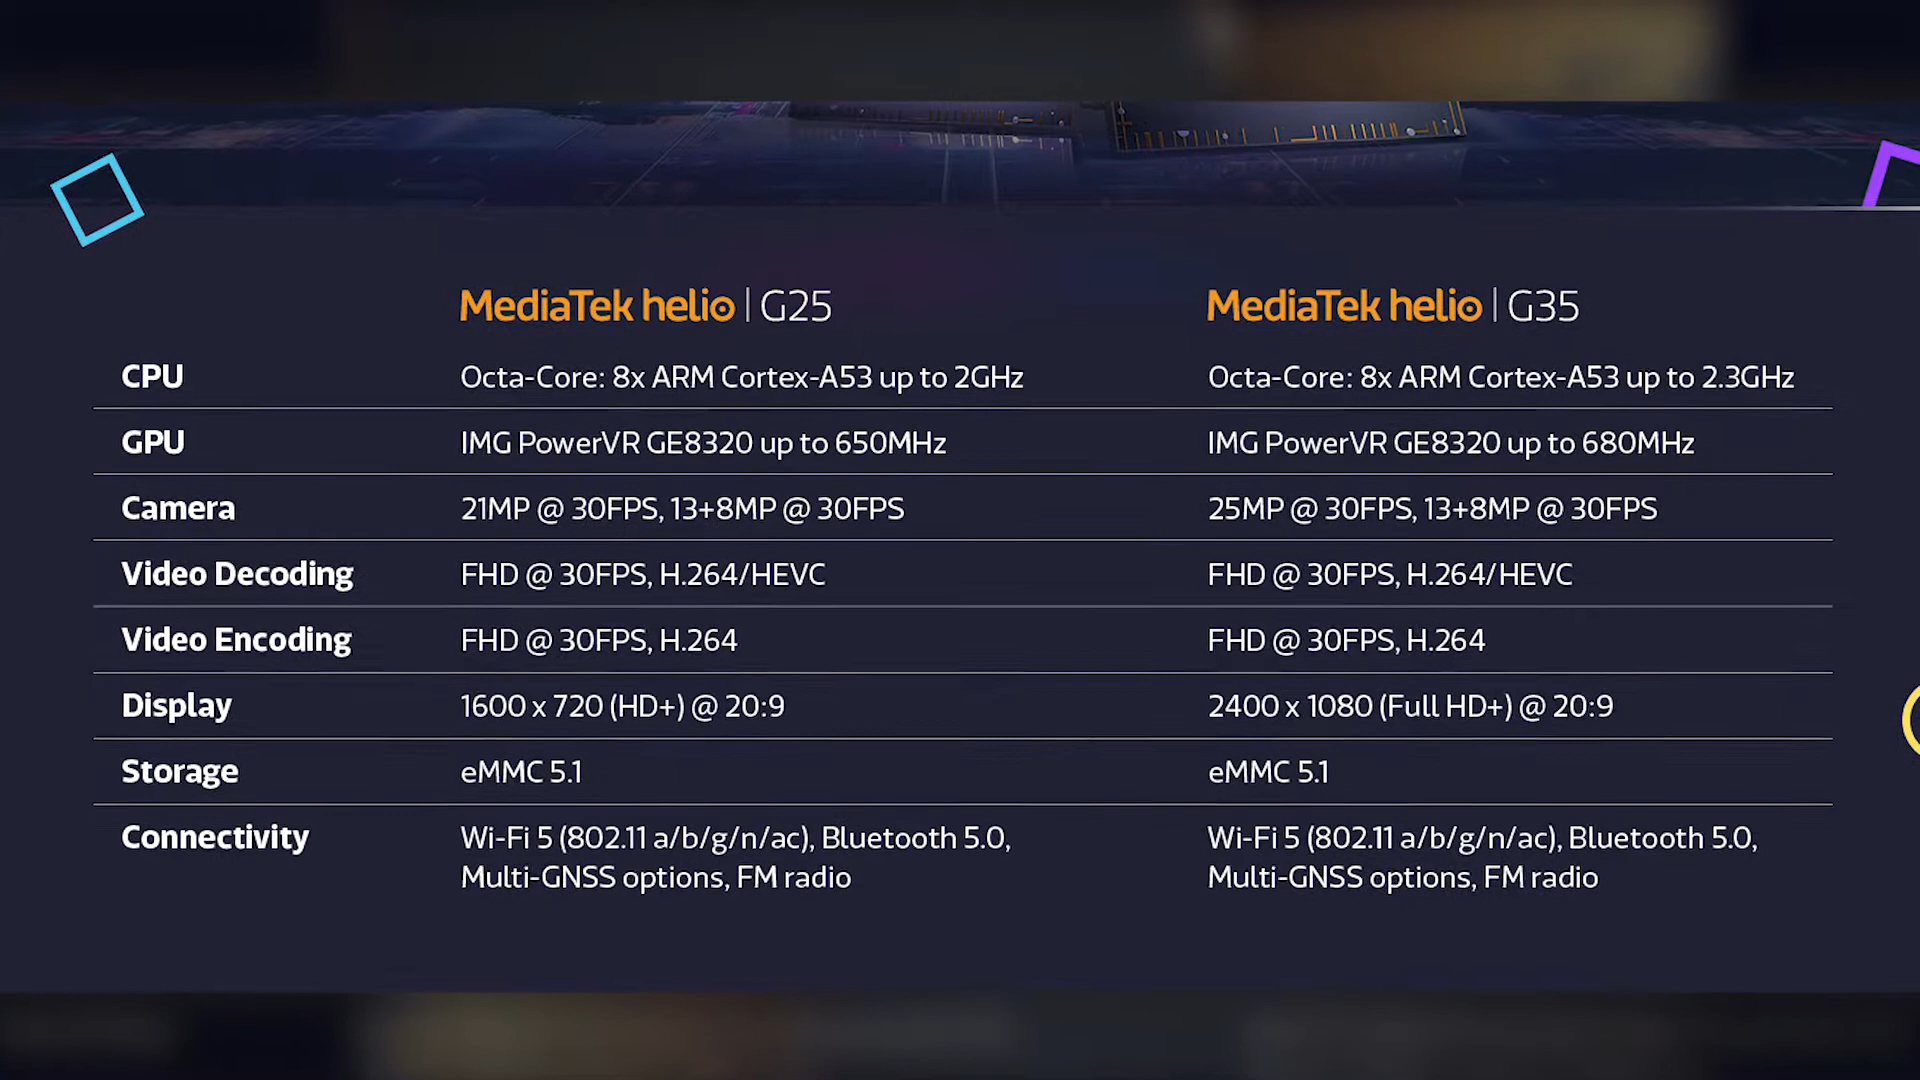 MediaTek helio | G25
MediaTek helio | G35
CPU
Octa-Core: 8x ARM Cortex-A53 up to 2GHz
Octa-Core: 8x ARM Cortex-A53 up to 2.3GHz
GPU
IMG PowerVR GE8320 up to 650MHz
IMG PowerVR GE8320 up to 680MHz
Camera
21MP @ 30FPS, 13+8MP @ 30FPS
25MP @ 30FPS, 13+8MP @ 30FPS
Video Decoding
FHD @ 30FPS, H.264/HEVC
FHD @ 30FPS, H.264/HEVC
Video Encoding
FHD @ 30FPS, H.264
FHD @ 30FPS, H.264
Display
1600 x 720 (HD+) @ 20:9
2400 x 1080 (Full HD+) @ 20:9
Storage
eMMC 5.1
eMMC 5.1
Connectivity
Wi-Fi 5 (802.11 a/b/g/n/ac), Bluetooth 5.0,
Multi-GNSS options, FM radio
Wi-Fi 5 (802.11 a/b/g/n/ac), Bluetooth 5.0,
Multi-GNSS options, FM radio